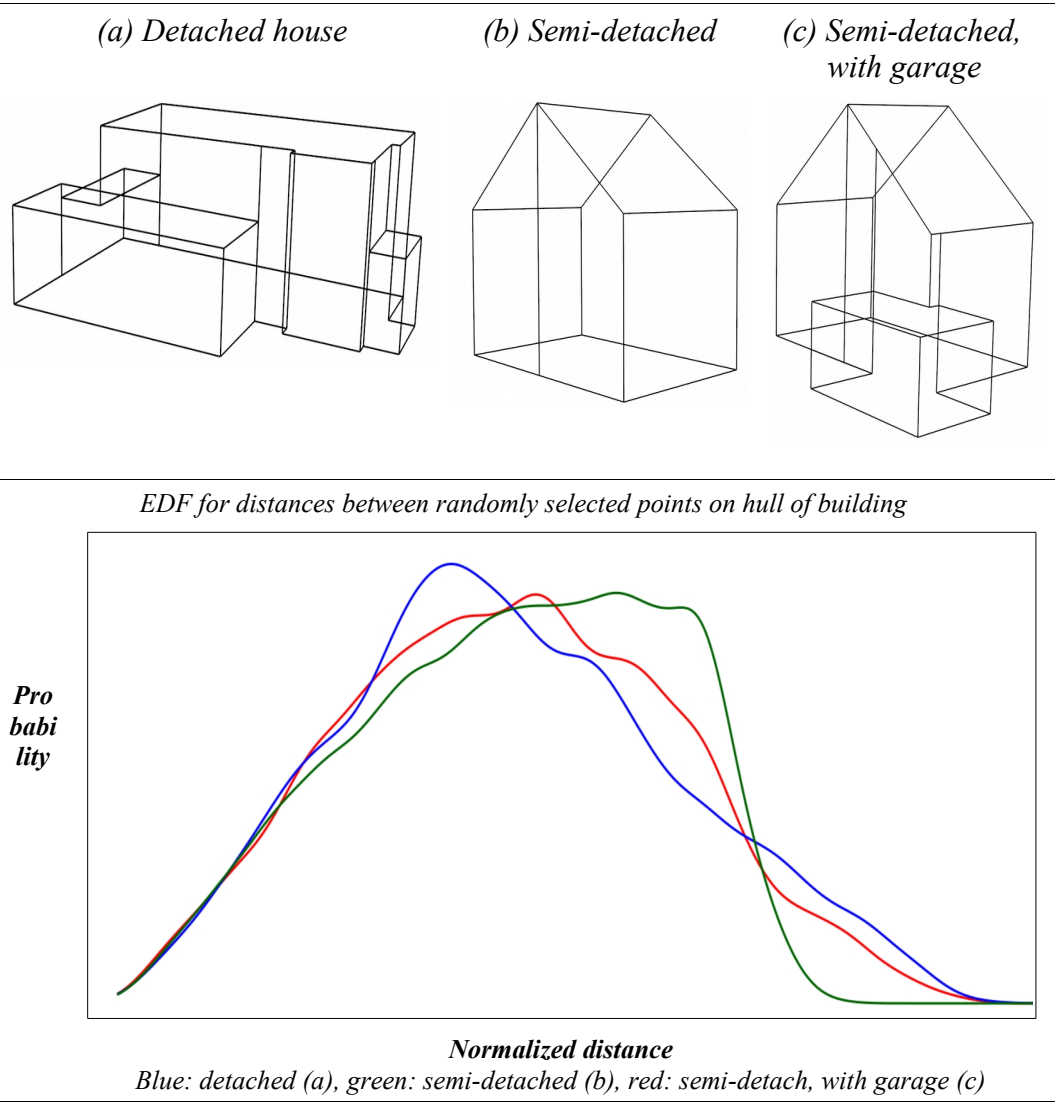 (a) Detached house
(b) Semi-detached
(c) Semi-detached,
with garage
EDF for distances between randomly selected points on hull of building
Pro
babi
lity
Normalized distance
Blue: detached (a), green: semi-detached (b), red: semi-detach, with garage (c)